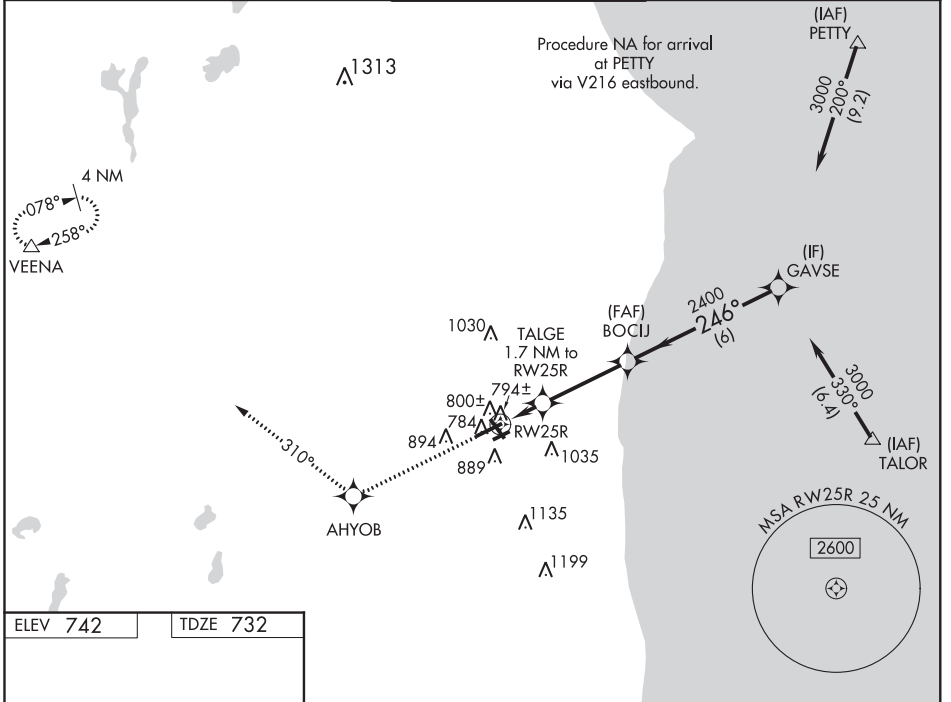 (IAF)
PETTY
Procedure NA for arrival
at PETTY
via V216 eastbound.
1313
3000
200°
(9.2)
4 NM
078°
258°
VEENA
(IF)
GAVSE
2400
246°
(6)
(FAF)
BOCIJ
1030
TALGE
1.7 NM to
RW25R
794±
800±
784
RW25R
894
889
1035
3000
330°
(6.4)
(IAF)
TALOR
310°
AHYOB
1135
1199
MSA RW25R 25 NM
2600
ELEV 742
TDZE 732